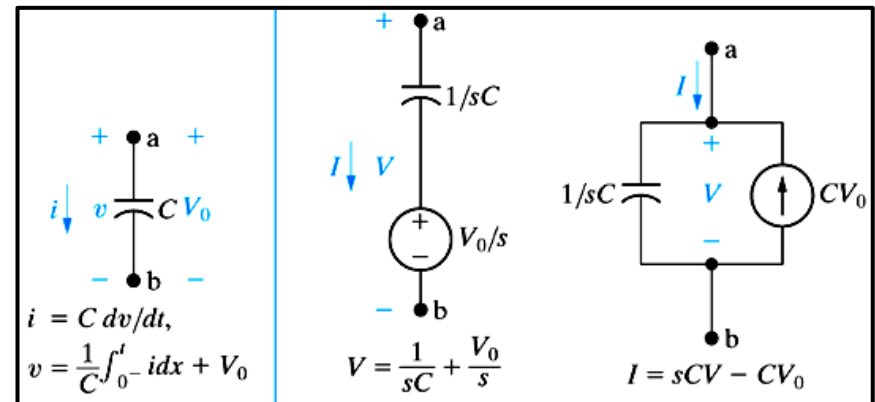 + a +
i v C V₀
− b −
i = C dv/dt,
v = 1/C ∫₀₋ᵗ idx + V₀
+ a
1/sC
I V
+
−
V₀/s
− b
V = 1/sC + V₀/s
a
I
+
1/sC V CV₀
−
b
I = sCV − CV₀